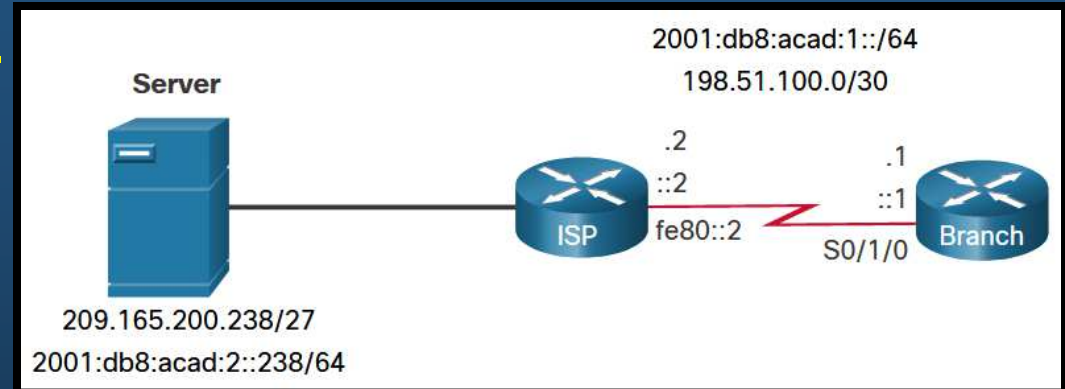 2001:db8:acad:1::/64
198.51.100.0/30
Server
.2
.1
::2
::1
ISP
fe80::2
S0/1/0
Branch
209.165.200.238/27
2001:db8:acad:2::238/64